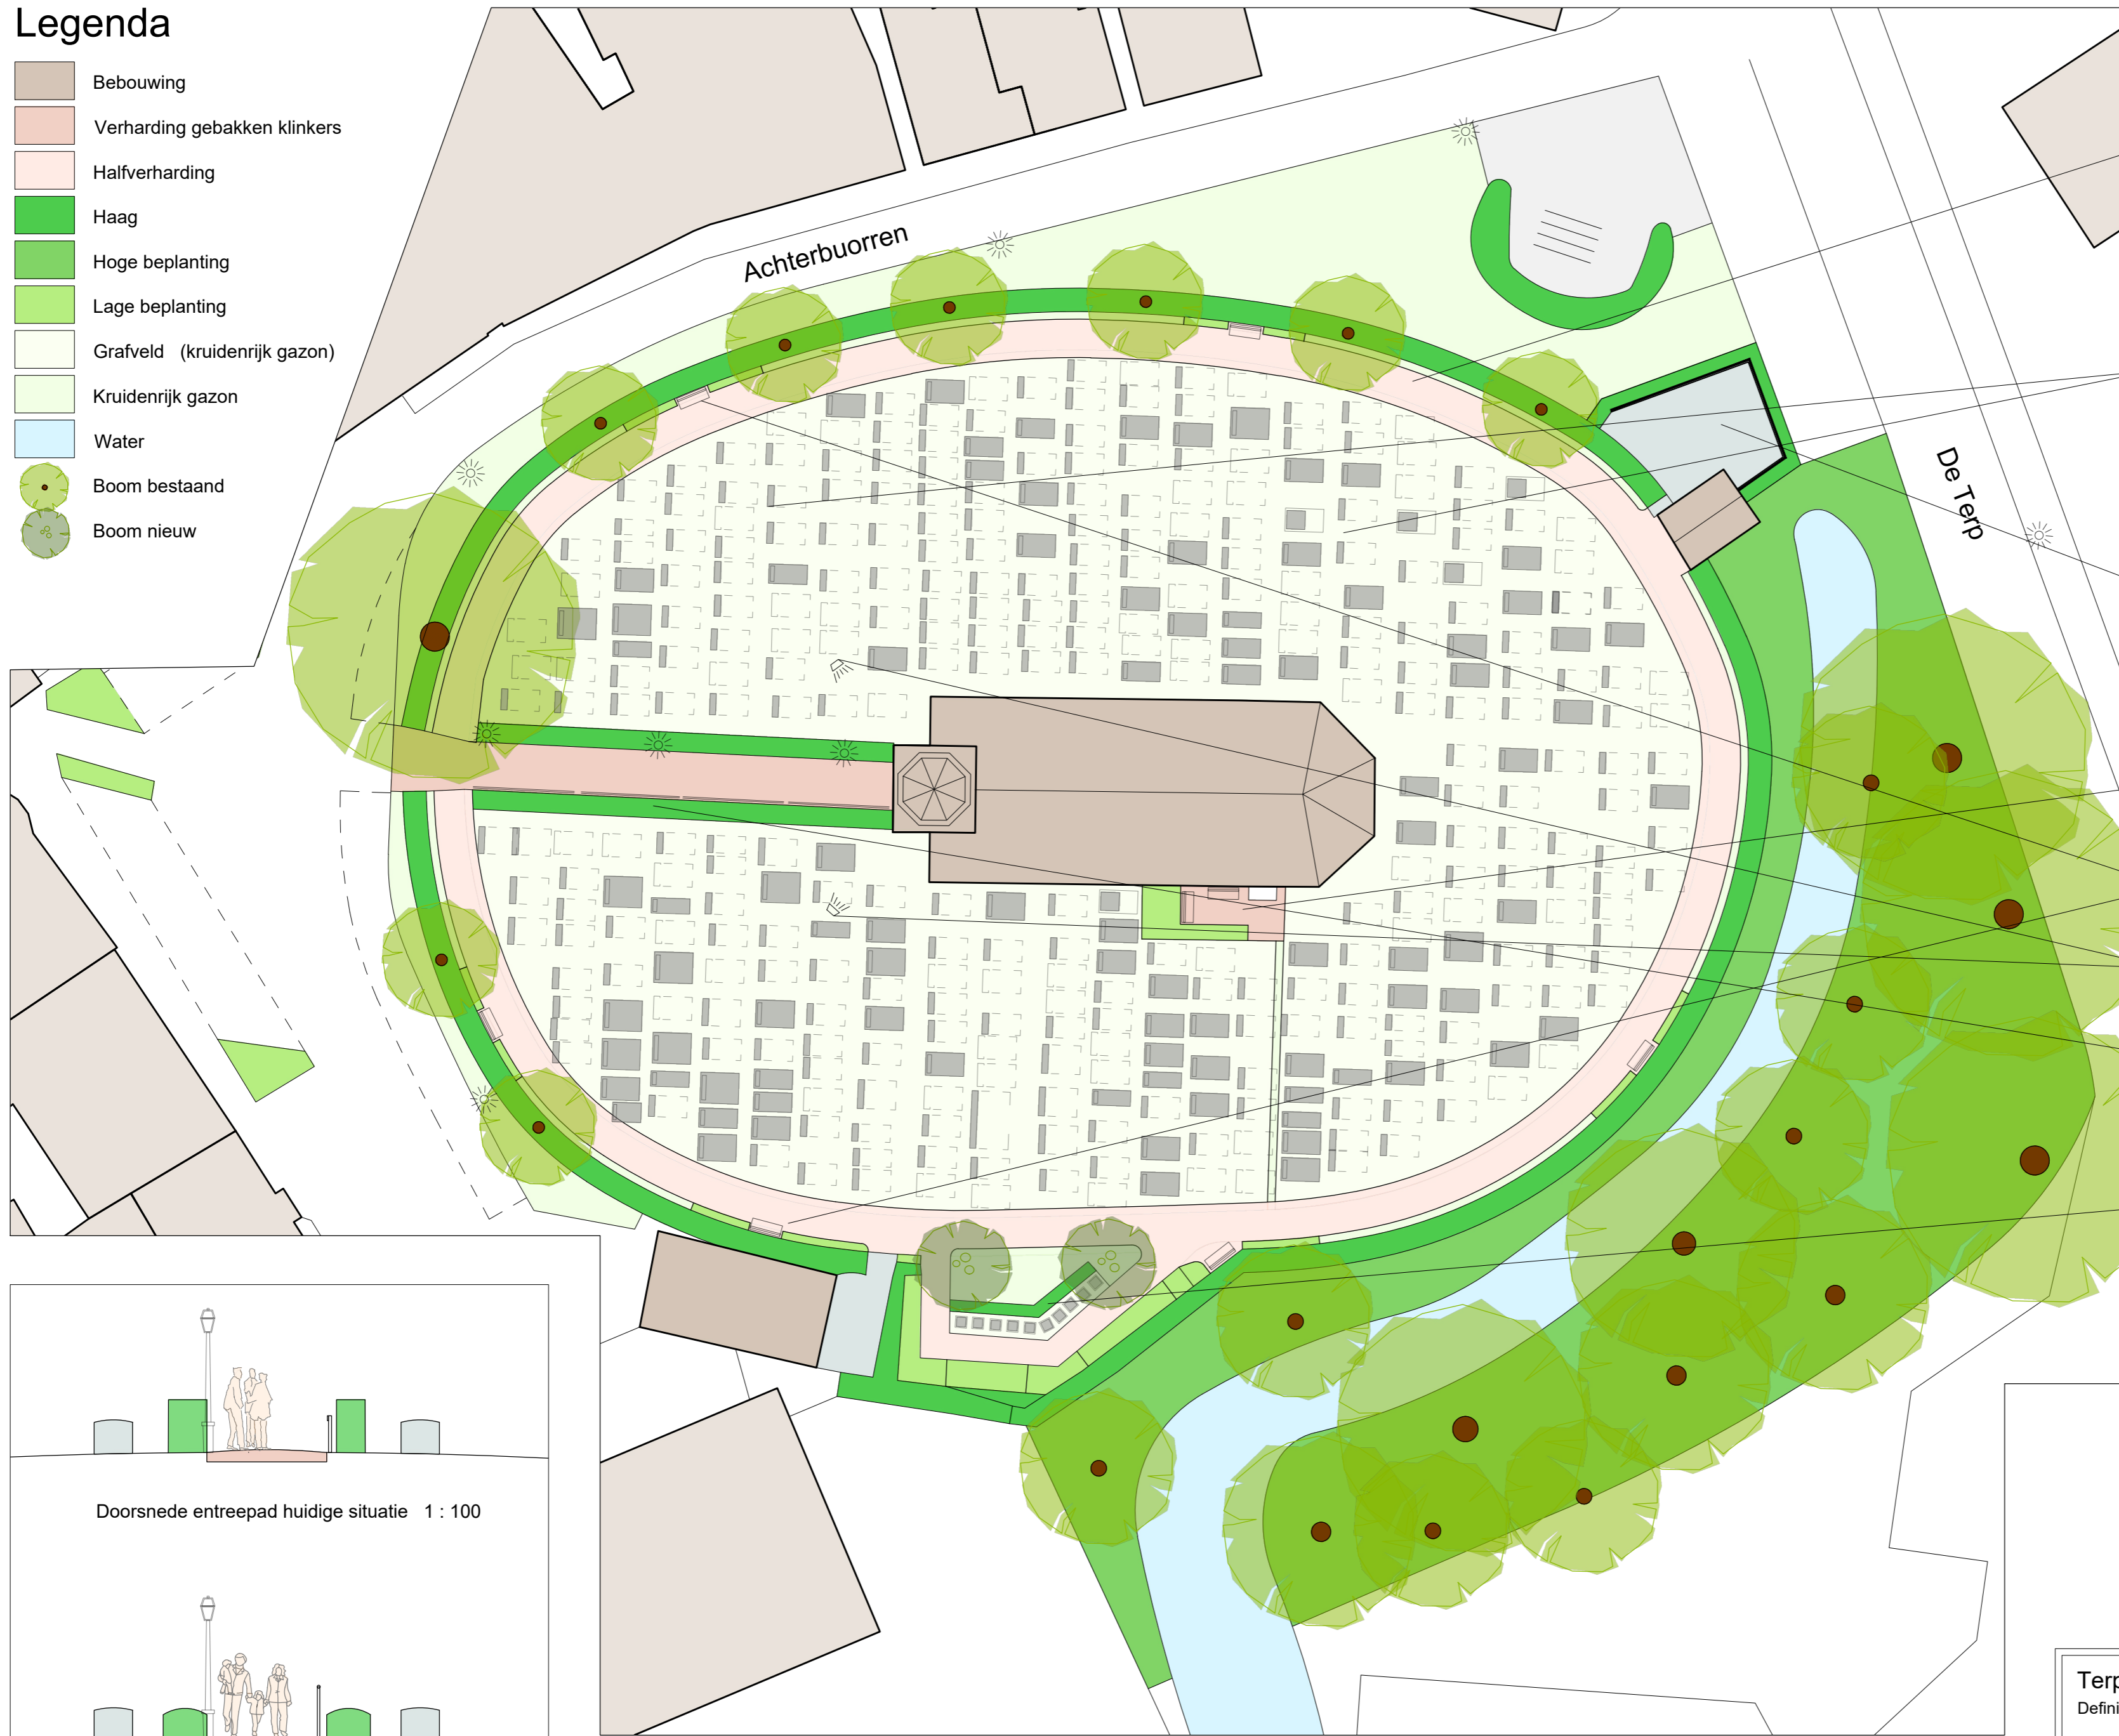 Legenda
Bebouwing
Verharding gebakken klinkers
Halfverharding
Haag
Hoge beplanting
Lage beplanting
Grafveld (kruidenrijk gazon)
Kruidenrijk gazon
Water
Boom bestaand
Boom nieuw
Achterbuorren
De Terp
Doorsnede entreepad huidige situatie 1 : 100
Terp
Defini